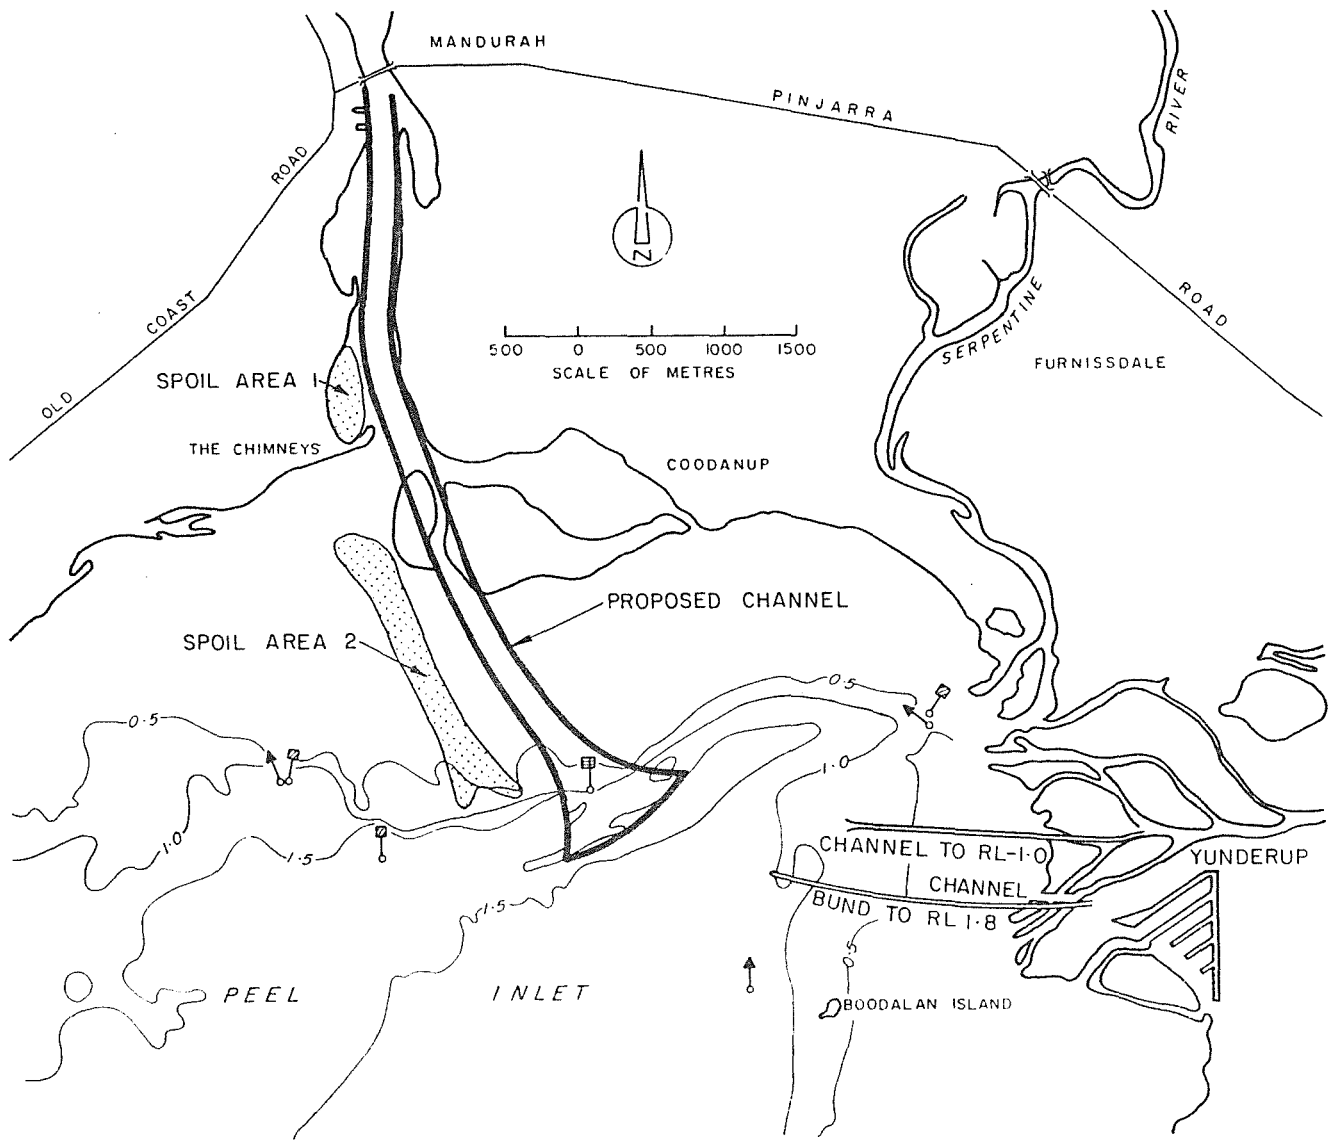 MANDURAH
PINJARRA
RIVER
ROAD
N
COAST
ROAD
500 0 500 1000 1500
SCALE OF METRES
SERPENTINE
FURNISSDALE
SPOIL AREA 1
OLD
THE CHIMNEYS
COODANUP
PROPOSED CHANNEL
SPOIL AREA 2
0.5
0.5
1.0
1.0
1.5
CHANNEL TO RL-1.0
YUNDERUP
CHANNEL
BUND TO RL 1.8
1.5
0.5
PEEL INLET
BOODALAN ISLAND